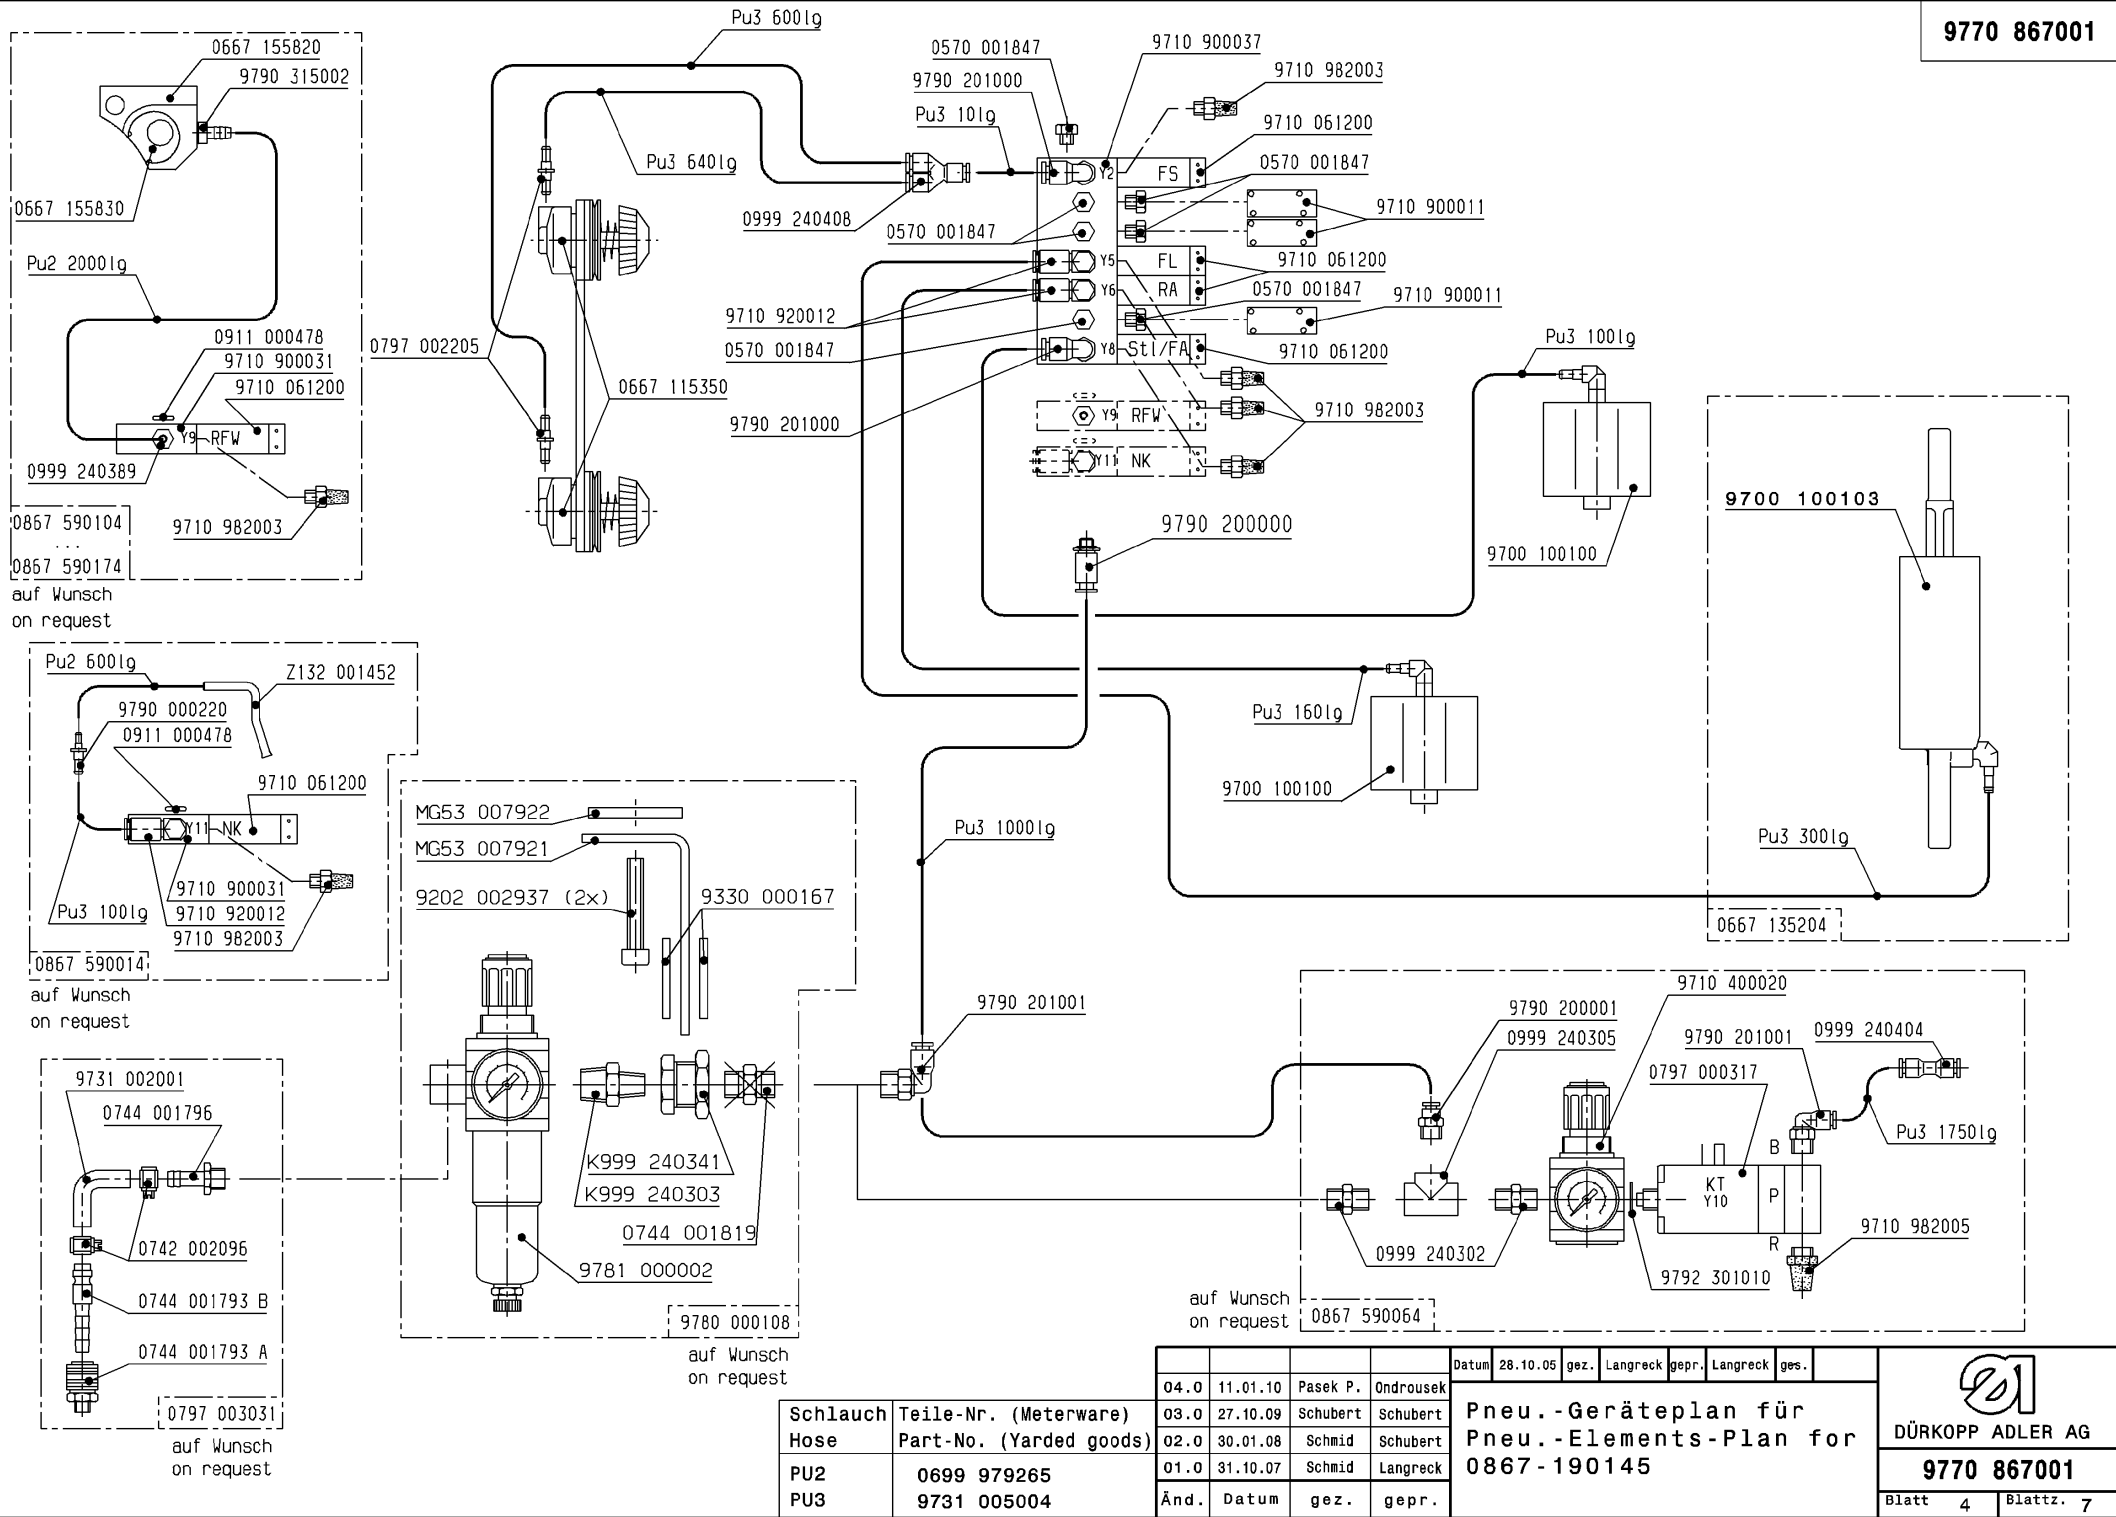 9770 867001
0667 155820
9790 315002
0667 155830
Pu2 2000lg
0911 000478
9710 900031
9710 061200
Y9 RFW
0999 240389
9710 982003
0867 590104
...
0867 590174
auf Wunsch
on request
Pu3 600lg
Pu3 640lg
0797 002205
0667 115350
0999 240408
0570 001847
9790 201000
Pu3 10lg
9710 900037
9710 982003
9710 061200
0570 001847
9710 900011
0570 001847
9710 061200
0570 001847
9710 900011
9710 920012
0570 001847
9710 061200
9790 201000
9710 982003
Y2 FS
Y5 FL
Y6 RA
Y8 Stl/FA
Y9 RFW
Y11 NK
9790 200000
Pu3 100lg
9700 100100
9700 100103
Pu3 160lg
9700 100100
Pu3 300lg
0667 135204
Pu2 600lg
Z132 001452
9790 000220
0911 000478
9710 061200
Y11 NK
9710 900031
Pu3 100lg
9710 920012
9710 982003
0867 590014
auf Wunsch
on request
MG53 007922
MG53 007921
9202 002937 (2x)
9330 000167
K999 240341
K999 240303
0744 001819
9781 000002
9780 000108
auf Wunsch
on request
Pu3 1000lg
9790 201001
9731 002001
0744 001796
0742 002096
0744 001793 B
0744 001793 A
0797 003031
auf Wunsch
on request
9710 400020
9790 200001
0999 240305
9790 201001
0999 240404
0797 000317
Pu3 1750lg
B
KT
Y10
P
R
9710 982005
0999 240302
9792 301010
0867 590064
auf Wunsch
on request
Schlauch Teile-Nr. (Meterware)
Hose Part-No. (Yarded goods)
PU2 0699 979265
PU3 9731 005004
04.0 11.01.10 Pasek P. Ondrousek
03.0 27.10.09 Schubert Schubert
02.0 30.01.08 Schmid Schubert
01.0 31.10.07 Schmid Langreck
Änd. Datum gez. gepr.
Datum 28.10.05 gez. Langreck gepr. Langreck ges.
Pneu.-Geräteplan für
Pneu.-Elements-Plan for
0867-190145
DÜRKOPP ADLER AG
9770 867001
Blatt 4 Blattz. 7